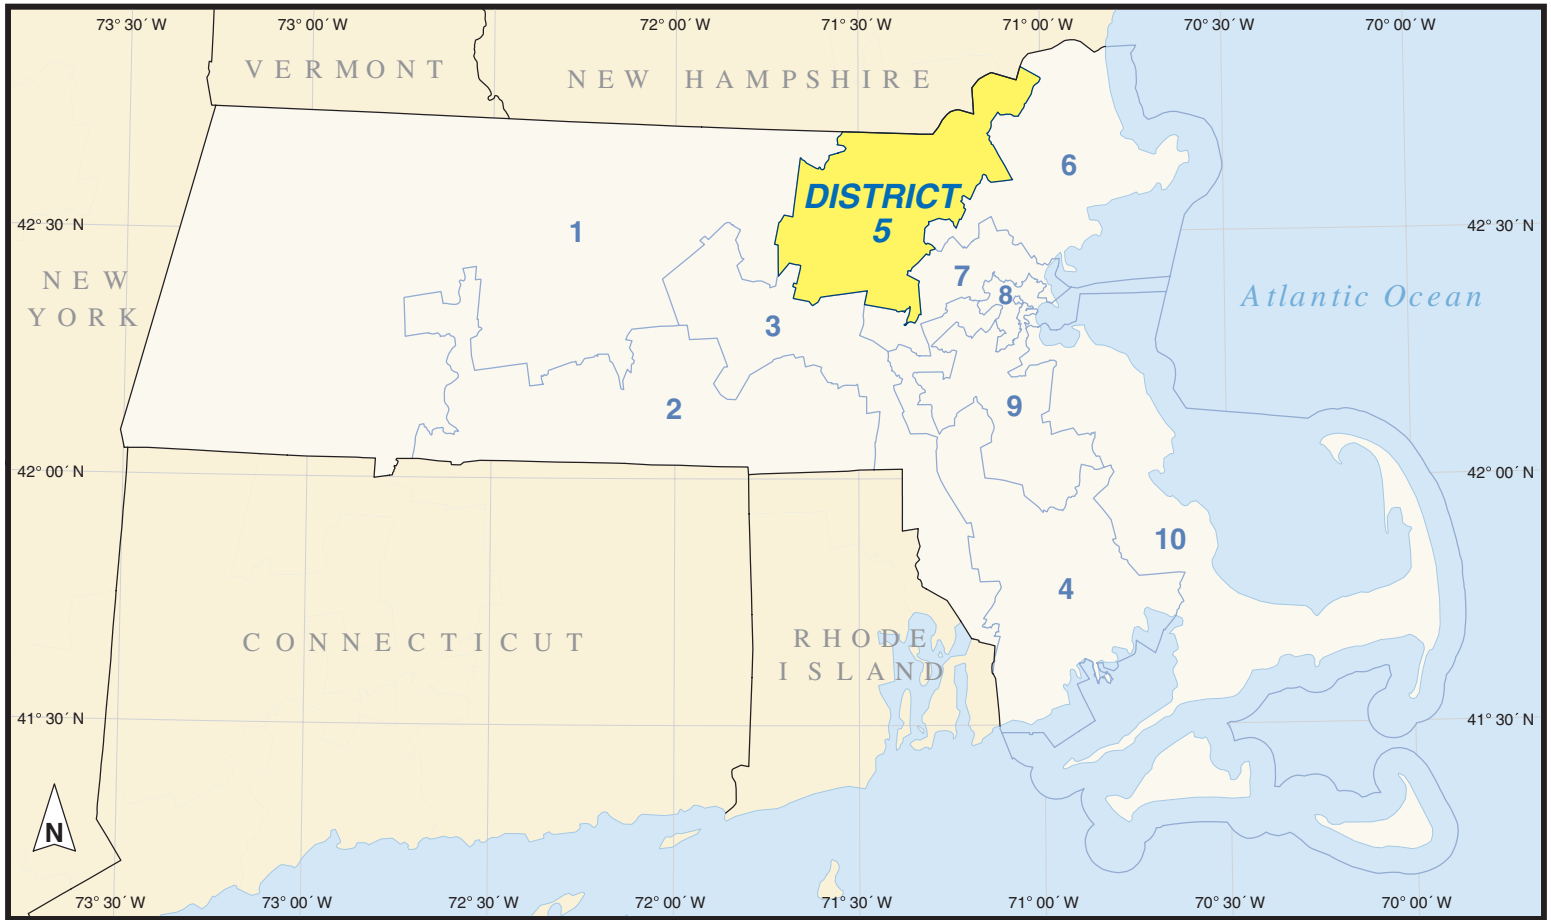 73° 30´ W 73° 00´ W 72° 00´ W 71° 30´ W 71° 00´ W 70° 30´ W 70° 00´ W
VERMONT
NEW HAMPSHIRE
6
DISTRICT
5
42° 30´ N
1
42° 30´ N
NEW
YORK
7
8
Atlantic Ocean
3
2
9
42° 00´ N
42° 00´ N
10
4
CONNECTICUT
RHODE
ISLAND
41° 30´ N
41° 30´ N
N
73° 30´ W 73° 00´ W 72° 30´ W 72° 00´ W 71° 30´ W 71° 00´ W 70° 30´ W 70° 00´ W